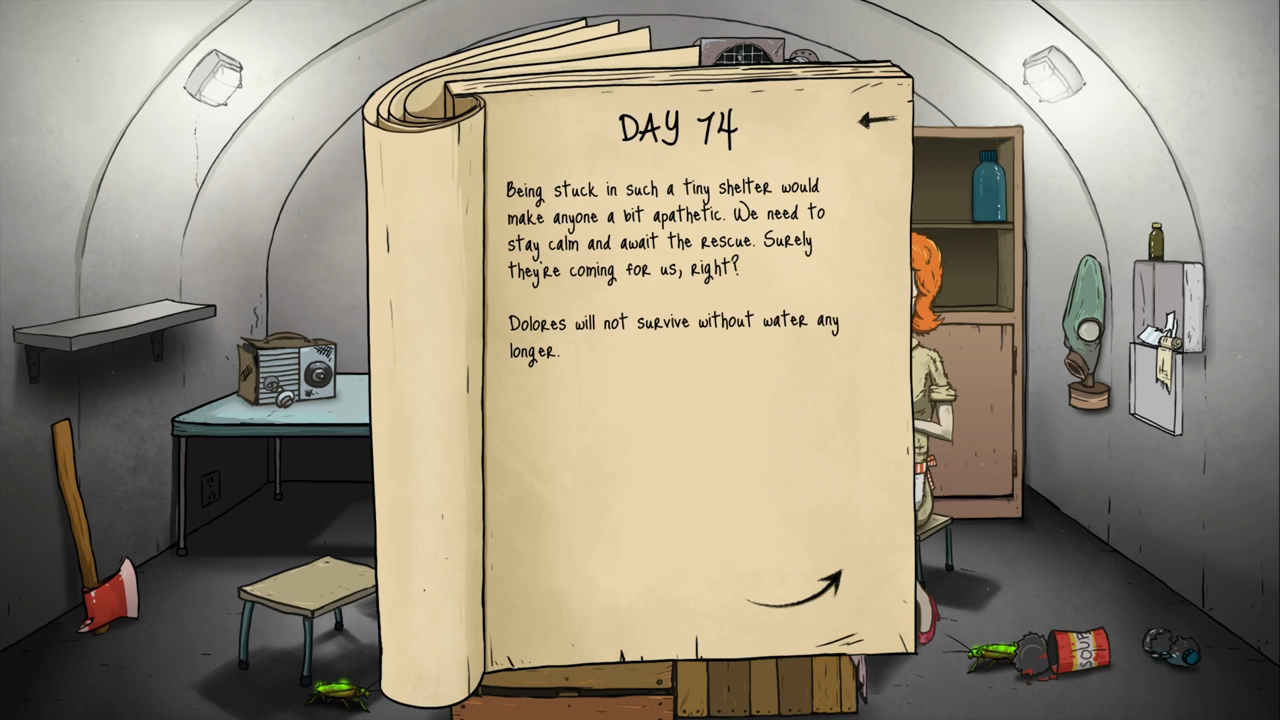 DAY 74
Being stuck in such a tiny shelter would
make anyone a bit apathetic. We need to
stay calm and await the rescue. Surely
they're coming for us, right?
Dolores will not survive without water any
longer.
SOUP